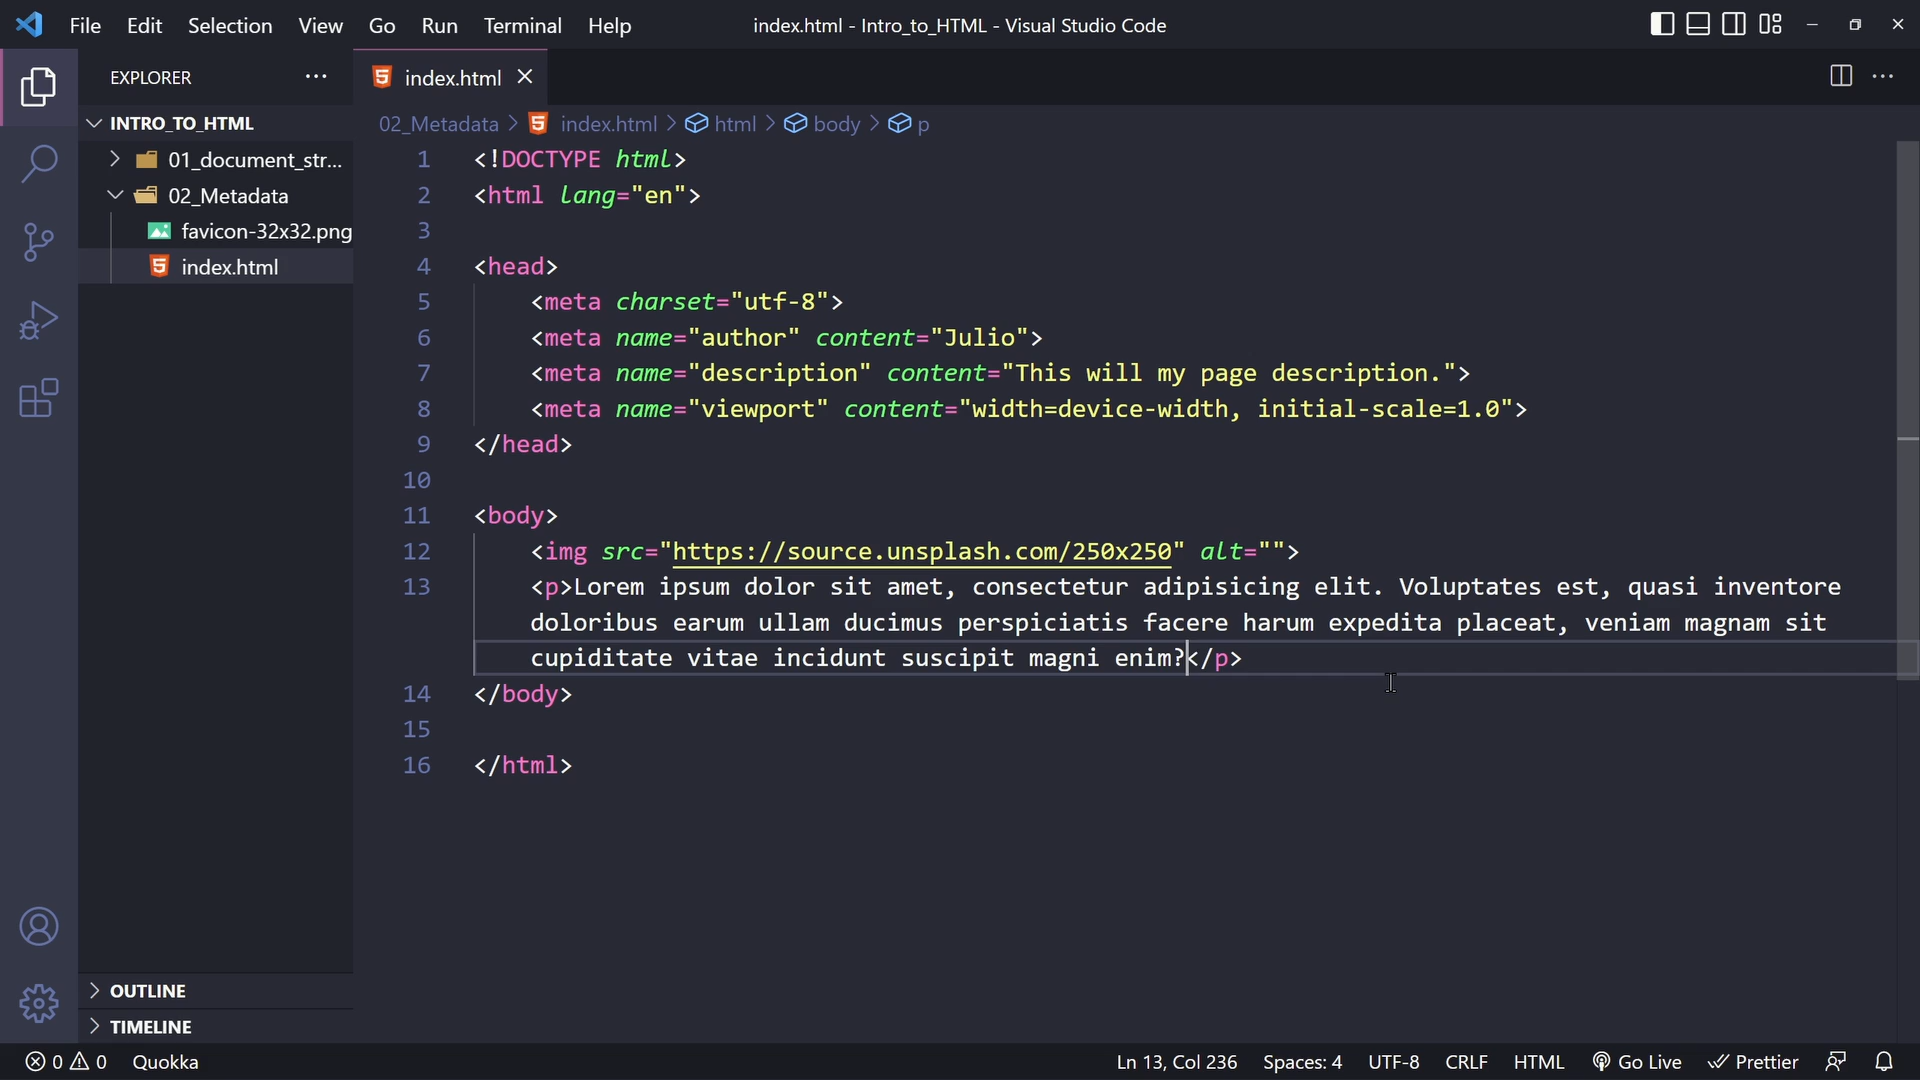 File Edit Selection View Go Run Terminal Help index.html - Intro_to_HTML - Visual Studio Code
EXPLORER
INTRO_TO_HTML
01_document_str...
02_Metadata
favicon-32x32.png
index.html
OUTLINE
TIMELINE
index.html
02_Metadata > index.html > html > body > p
1 <!DOCTYPE html>
2 <html lang="en">
3
4 <head>
5 <meta charset="utf-8">
6 <meta name="author" content="Julio">
7 <meta name="description" content="This will my page description.">
8 <meta name="viewport" content="width=device-width, initial-scale=1.0">
9 </head>
10
11 <body>
12 <img src="https://source.unsplash.com/250x250" alt="">
13 <p>Lorem ipsum dolor sit amet, consectetur adipisicing elit. Voluptates est, quasi inventore
doloribus earum ullam ducimus perspiciatis facere harum expedita placeat, veniam magnam sit
cupiditate vitae incidunt suscipit magni enim?</p>
14 </body>
15
16 </html>
0 0 Quokka Ln 13, Col 236 Spaces: 4 UTF-8 CRLF HTML Go Live Prettier